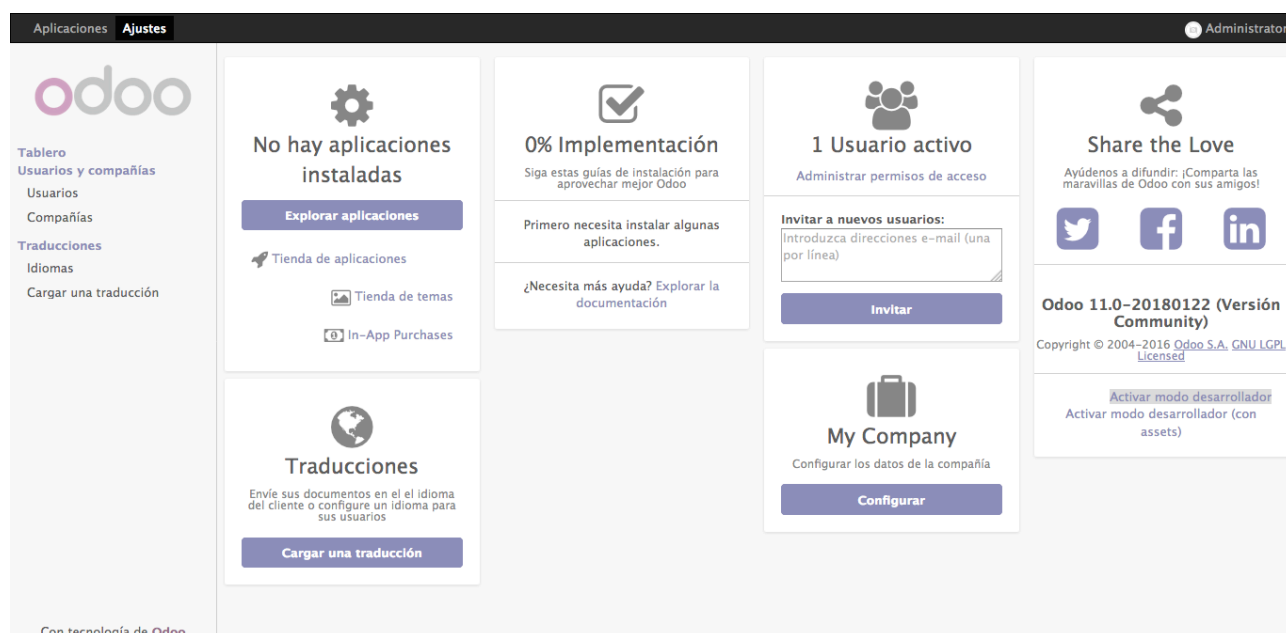 Aplicaciones Ajustes
Administrator
odoo
Tablero
Usuarios y compañías
Usuarios
Compañías
Traducciones
Idiomas
Cargar una traducción
Con tecnología de Odoo
No hay aplicaciones
instaladas
Explorar aplicaciones
Tienda de aplicaciones
Tienda de temas
In-App Purchases
Traducciones
Envíe sus documentos en el el idioma
del cliente o configure un idioma para
sus usuarios
Cargar una traducción
0% Implementación
Siga estas guías de instalación para
aprovechar mejor Odoo
Primero necesita instalar algunas
aplicaciones.
¿Necesita más ayuda? Explorar la
documentación
1 Usuario activo
Administrar permisos de acceso
Invitar a nuevos usuarios:
Introduzca direcciones e-mail (una
por línea)
Invitar
My Company
Configurar los datos de la compañía
Configurar
Share the Love
Ayúdenos a difundir: ¡Comparta las
maravillas de Odoo con sus amigos!
in
Odoo 11.0-20180122 (Versión
Community)
Copyright © 2004-2016 Odoo S.A. GNU LGPL
Licensed
Activar modo desarrollador
Activar modo desarrollador (con
assets)